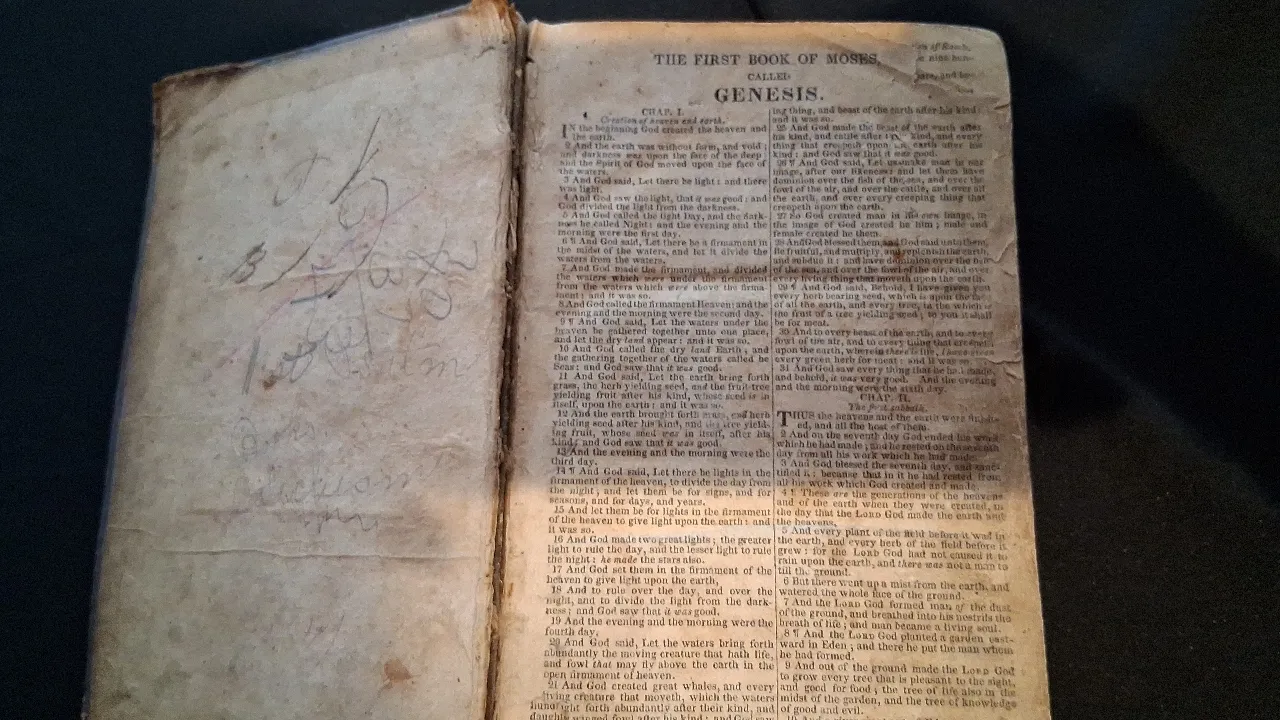 THE FIRST BOOK OF MOSES,
CALLED
GENESIS.
CHAP. I.
Creation of heaven and earth.
IN the beginning God created the heaven and
the earth.
2 And the earth was without form, and void;
and darkness was upon the face of the deep:
and the Spirit of God moved upon the face of
the waters.
3 And God said, Let there be light: and there
was light.
4 And God saw the light, that it was good: and
God divided the light from the darkness.
5 And God called the light Day, and the dark-
ness he called Night: and the evening and the
morning were the first day.
6 ¶ And God said, Let there be a firmament in
the midst of the waters, and let it divide the
waters from the waters.
7 And God made the firmament, and divided
the waters which were under the firmament
from the waters which were above the firma-
ment: and it was so.
8 And God called the firmament Heaven: and the
evening and the morning were the second day.
9 ¶ And God said, Let the waters under the
heaven be gathered together unto one place,
and let the dry land appear: and it was so.
10 And God called the dry land Earth; and
the gathering together of the waters called he
Seas: and God saw that it was good.
11 And God said, Let the earth bring forth
grass, the herb yielding seed, and the fruit-tree
yielding fruit after his kind, whose seed is in
itself, upon the earth: and it was so.
12 And the earth brought forth grass, and herb
yielding seed after his kind, and the tree yield-
ing fruit, whose seed was in itself, after his
kind: and God saw that it was good.
13 And the evening and the morning were the
third day.
14 ¶ And God said, Let there be lights in the
firmament of the heaven, to divide the day from
the night; and let them be for signs, and for
seasons, and for days, and years.
15 And let them be for lights in the firmament
of the heaven to give light upon the earth: and
it was so.
16 And God made two great lights; the greater
light to rule the day, and the lesser light to rule
the night: he made the stars also.
17 And God set them in the firmament of the
heaven to give light upon the earth,
18 And to rule over the day, and over the
night, and to divide the light from the dark-
ness: and God saw that it was good.
19 And the evening and the morning were the
fourth day.
20 And God said, Let the waters bring forth
abundantly the moving creature that hath life,
and fowl that may fly above the earth in the
open firmament of heaven.
21 And God created great whales, and every
living creature that moveth, which the waters
brought forth abundantly after their kind, and
winged fowl after his kind: and God saw
ing thing, and beast of the earth after his kind:
and it was so.
25 And God made the beast of the earth after
his kind, and cattle after kind, and every
thing that creepeth upon the earth after his
kind: and God saw that it was good.
26 ¶ And God said, Let us make man in our
image, after our likeness: and let them have
dominion over the fish of the sea, and over the
fowl of the air, and over the cattle, and over all
the earth, and over every creeping thing that
creepeth upon the earth.
27 So God created man in his own image, in
the image of God created he him; male and
female created he them.
28 And God blessed them, and God said unto them,
Be fruitful, and multiply, and replenish the earth,
and subdue it: and have dominion over the fish
of the sea, and over the fowl of the air, and over
every living thing that moveth upon the earth.
29 ¶ And God said, Behold, I have given you
every herb bearing seed, which is upon the face
of all the earth, and every tree, in the which is
the fruit of a tree yielding seed; to you it shall
be for meat.
30 And to every beast of the earth, and to every
fowl of the air, and to every thing that creepeth
upon the earth, wherein there is life, I have given
every green herb for meat: and it was so.
31 And God saw every thing that he had made,
and behold, it was very good. And the evening
and the morning were the sixth day.
CHAP. II.
The first sabbath.
THUS the heavens and the earth were finish-
ed, and all the host of them.
2 And on the seventh day God ended his work
which he had made; and he rested on the seventh
day from all his work which he had made.
3 And God blessed the seventh day, and sanc-
tified it: because that in it he had rested from
all his work which God created and made.
4 ¶ These are the generations of the heavens
and of the earth when they were created, in
the day that the LORD God made the earth and
the heavens,
5 And every plant of the field before it was in
the earth, and every herb of the field before it
grew: for the LORD God had not caused it to
rain upon the earth, and there was not a man to
till the ground.
6 But there went up a mist from the earth, and
watered the whole face of the ground.
7 And the LORD God formed man of the dust
of the ground, and breathed into his nostrils the
breath of life; and man became a living soul.
8 ¶ And the LORD God planted a garden east-
ward in Eden; and there he put the man whom
he had formed.
9 And out of the ground made the LORD God
to grow every tree that is pleasant to the sight,
and good for food; the tree of life also in the
midst of the garden, and the tree of knowledge
of good and evil.